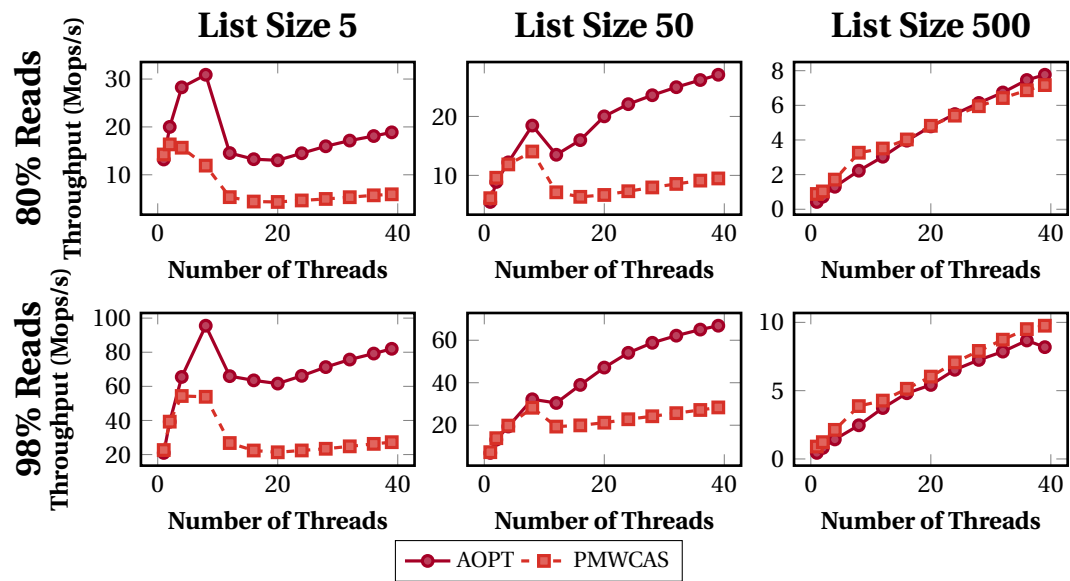 List Size 5 List Size 50 List Size 500
80% Reads
Throughput (Mops/s)
30
20
10
0 20 40
Number of Threads
20
10
0 20 40
Number of Threads
8
6
4
2
0
0 20 40
Number of Threads
98% Reads
Throughput (Mops/s)
100
80
60
40
20
0 20 40
Number of Threads
60
40
20
0 20 40
Number of Threads
10
5
0
0 20 40
Number of Threads
AOPT PMWCAS